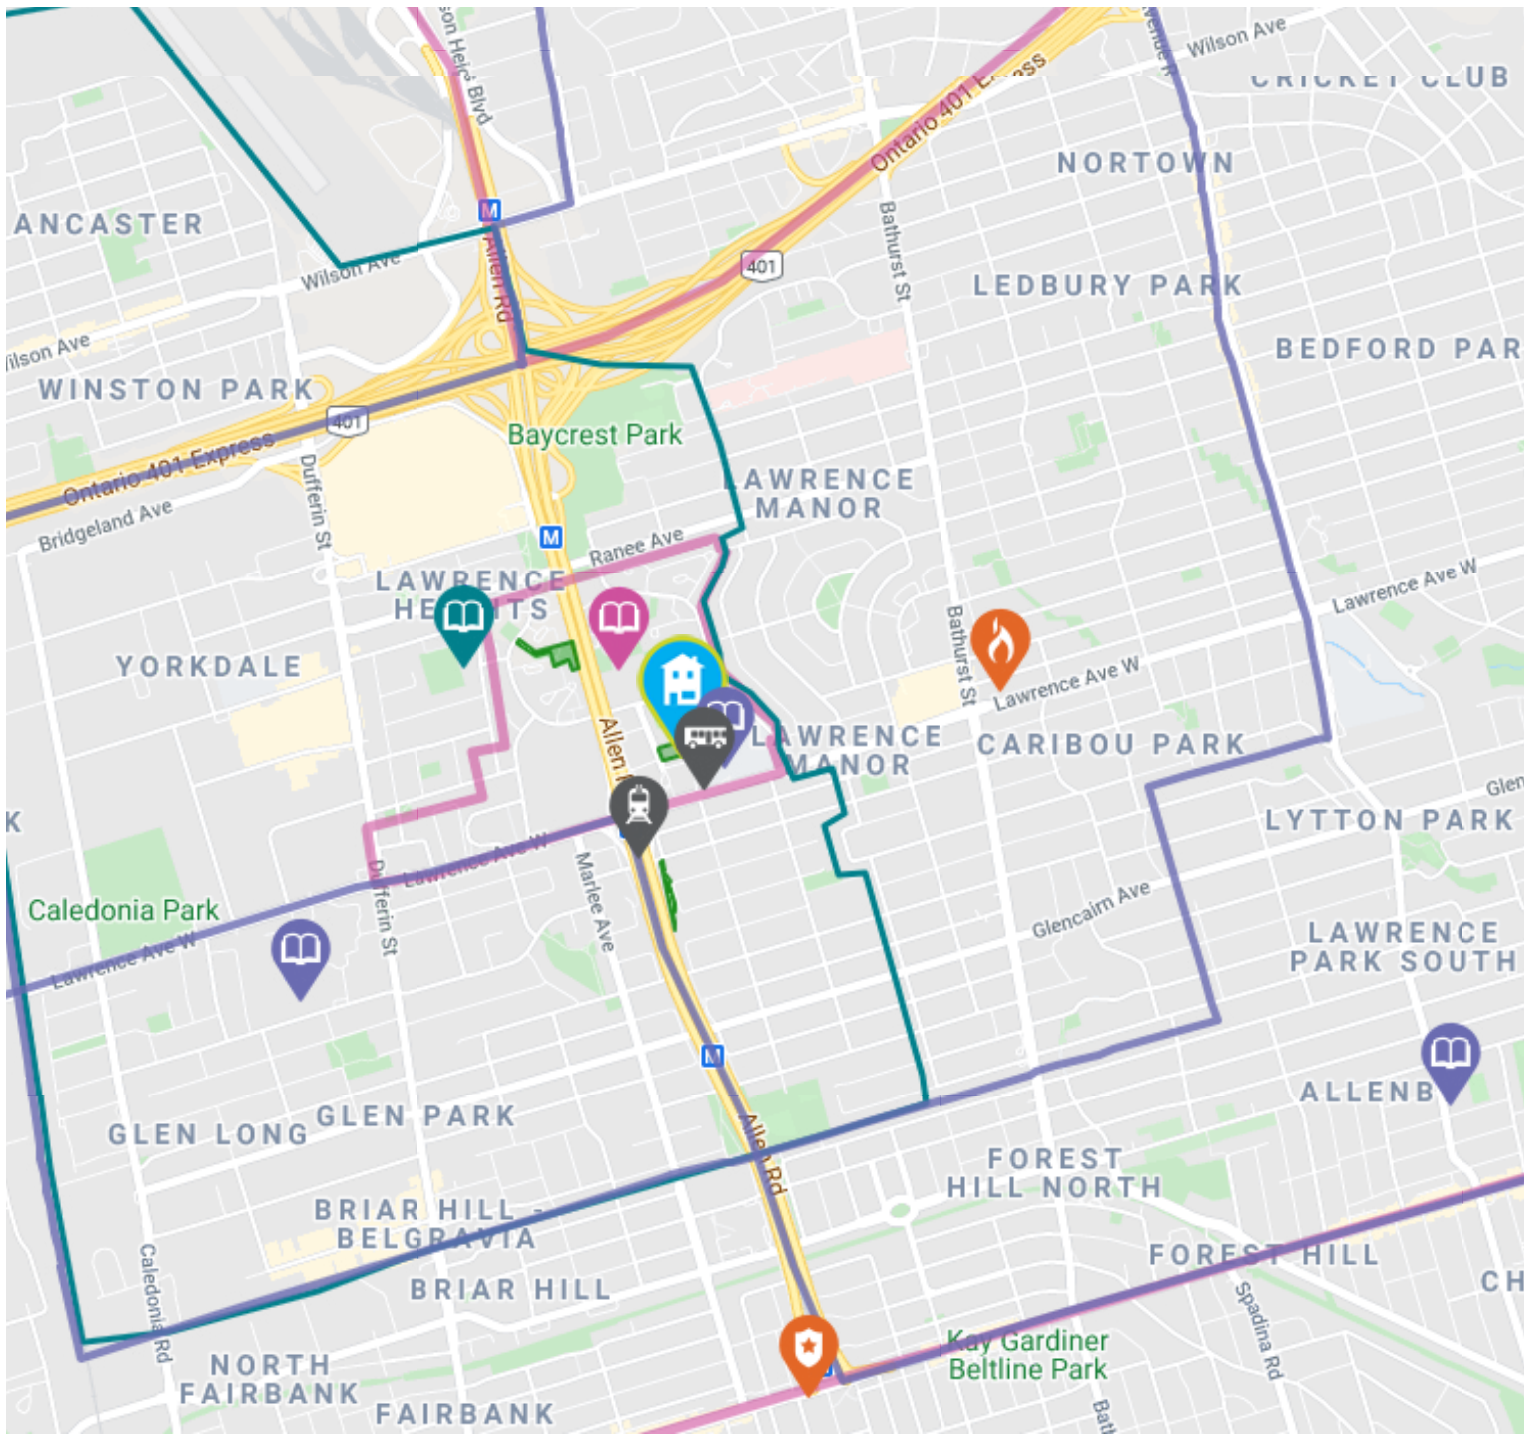 Wilson Ave
CRICKET CLUB
Ontario 401 Express
NORTOWN
ANCASTER
M
Allen Rd
Bathurst St
Wilson Ave
401
LEDBURY PARK
Wilson Ave
BEDFORD PAR
WINSTON PARK
401
Ontario 401 Express
Baycrest Park
Dufferin St
LAWRENCE
MANOR
Bridgeland Ave
M
Ranee Ave
LAWRENCE
Lawrence Ave W
Bathurst St
YORKDALE
Lawrence Ave W
Allen
LAWRENCE
MANOR
CARIBOU PARK
Glen
K
LYTTON PARK
Lawrence Ave W
Marlee Ave
Dufferin St
Caledonia Park
Glencairn Ave
Lawrence Ave W
LAWRENCE
PARK SOUTH
M
ALLENB
GLEN PARK
GLEN LONG
Allen Rd
FOREST
HILL NORTH
BRIAR HILL -
BELGRAVIA
BRIAR HILL
FOREST HILL
CH
Caledonia Rd
Spadina Rd
Kay Gardiner
Beltline Park
NORTH
FAIRBANK
FAIRBANK
Bath